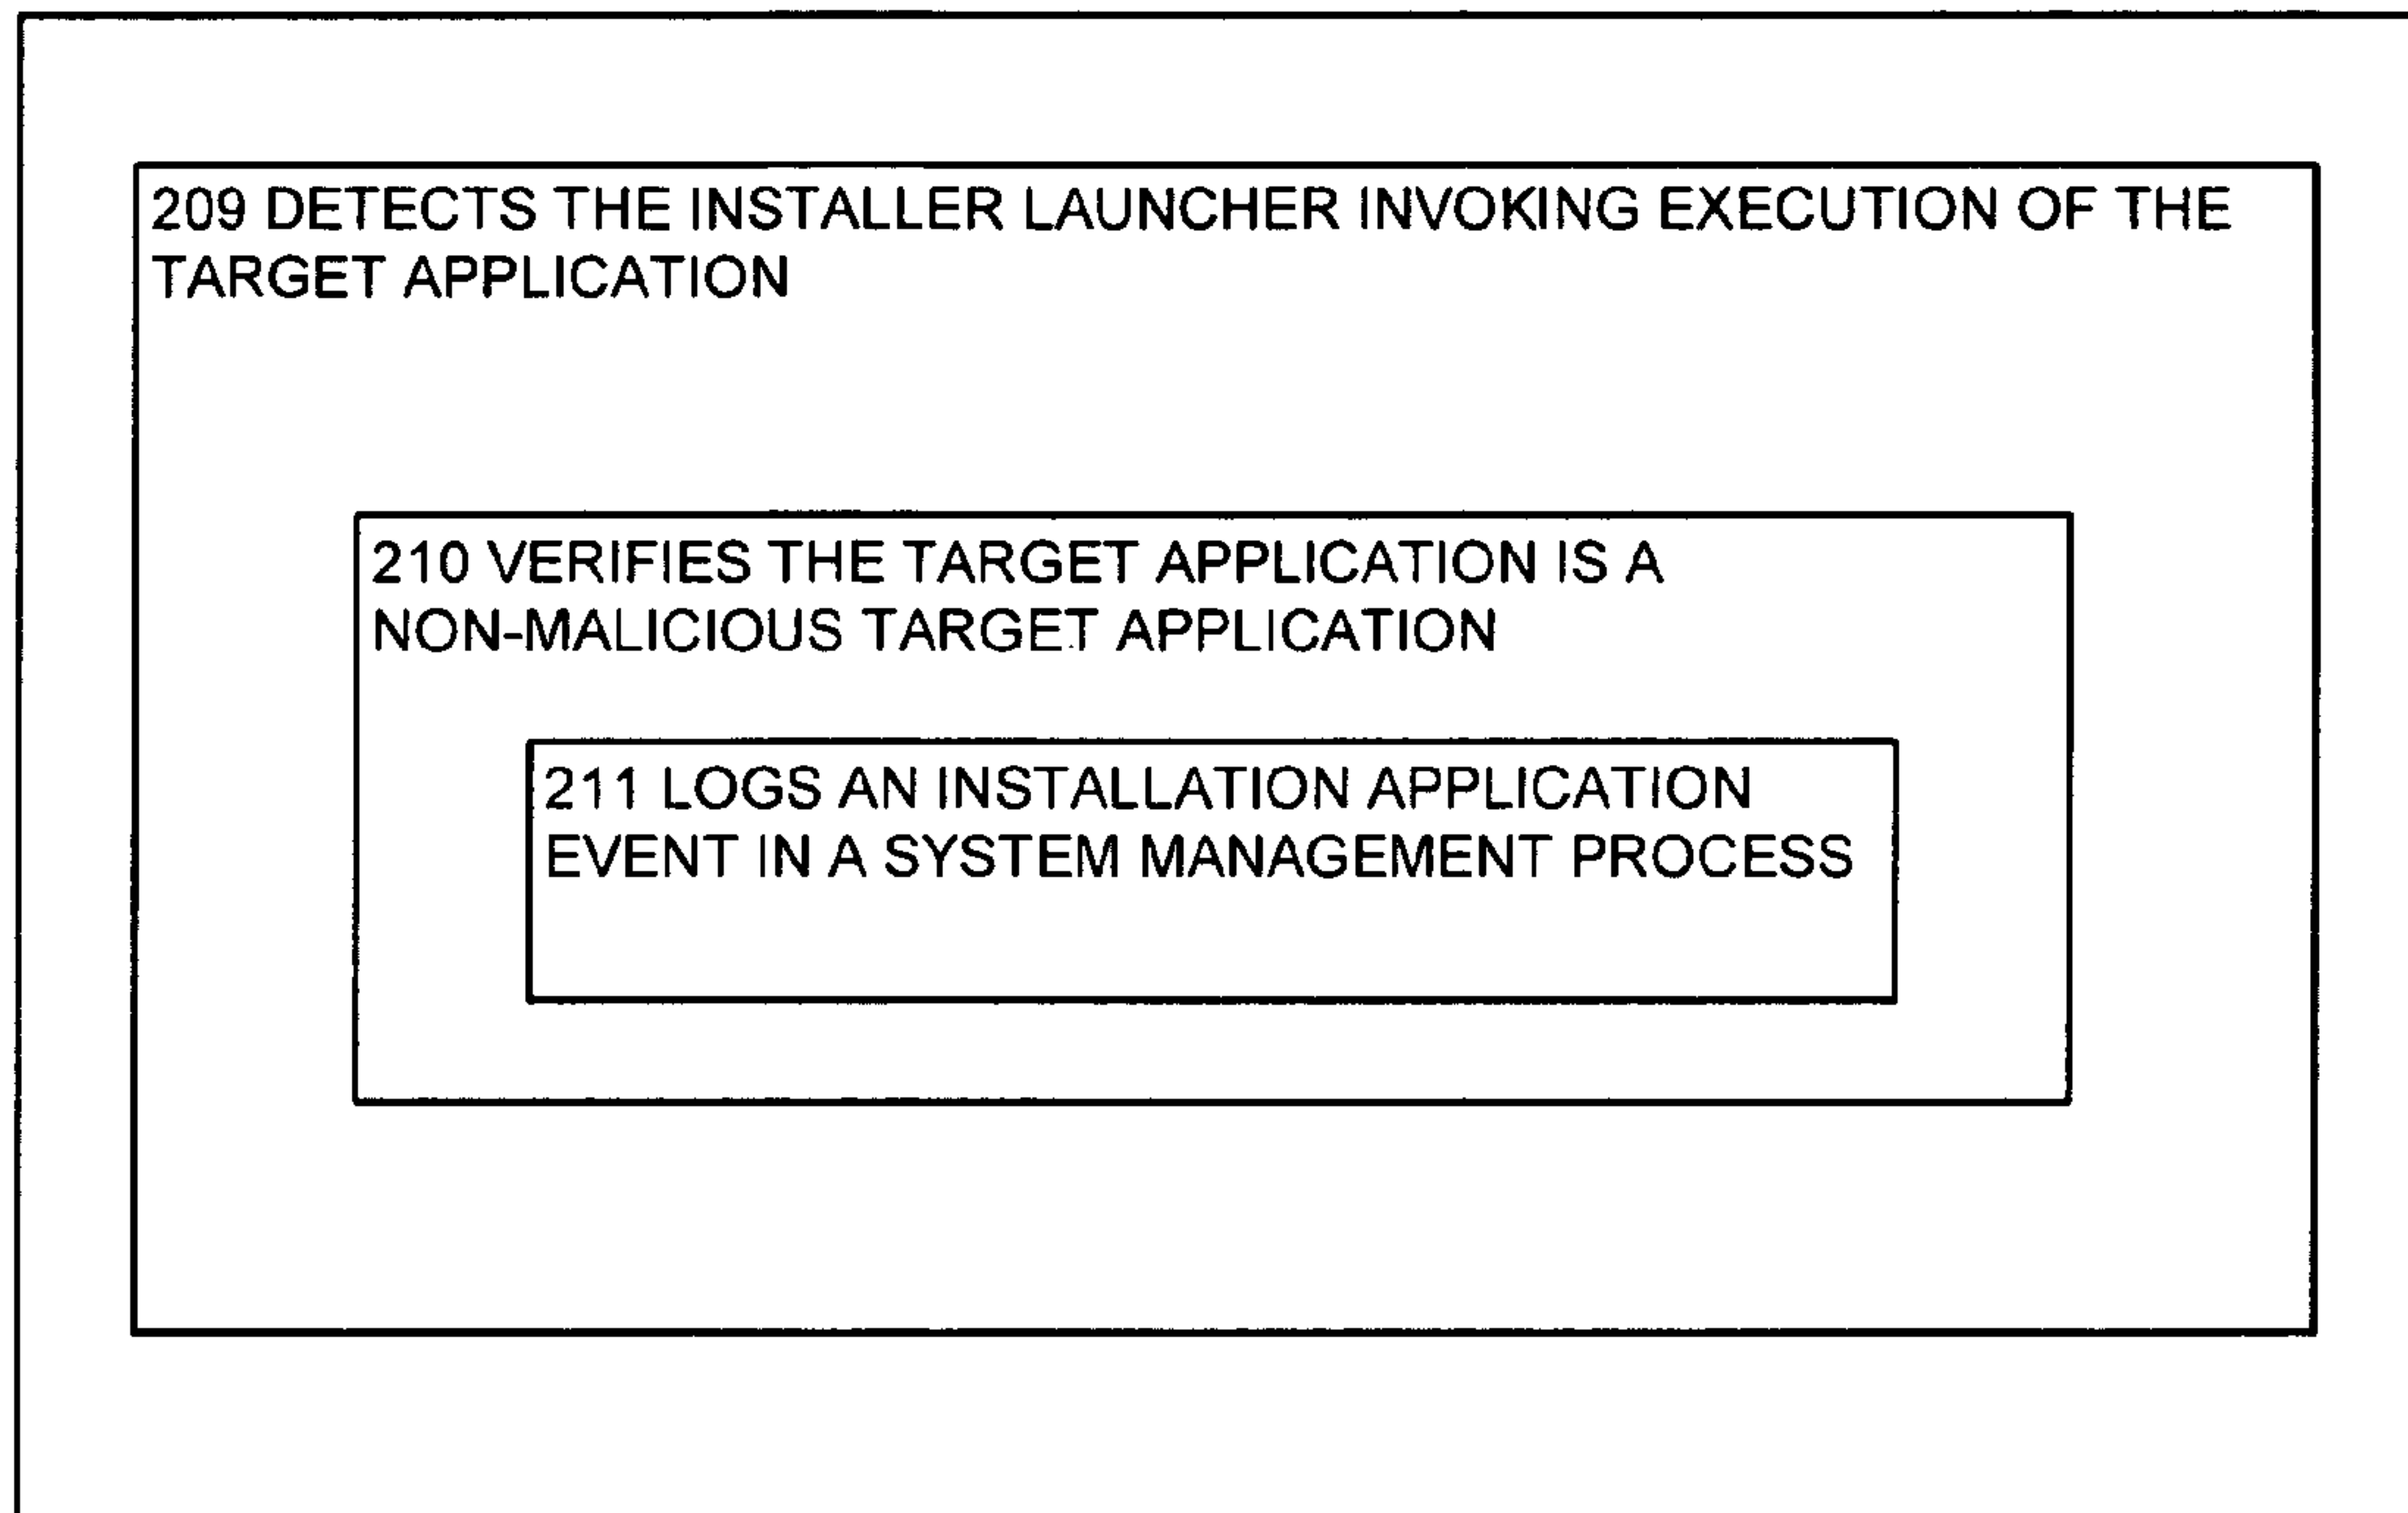 209 DETECTS THE INSTALLER LAUNCHER INVOKING EXECUTION OF THE
TARGET APPLICATION
210 VERIFIES THE TARGET APPLICATION IS A
NON-MALICIOUS TARGET APPLICATION
211 LOGS AN INSTALLATION APPLICATION
EVENT IN A SYSTEM MANAGEMENT PROCESS